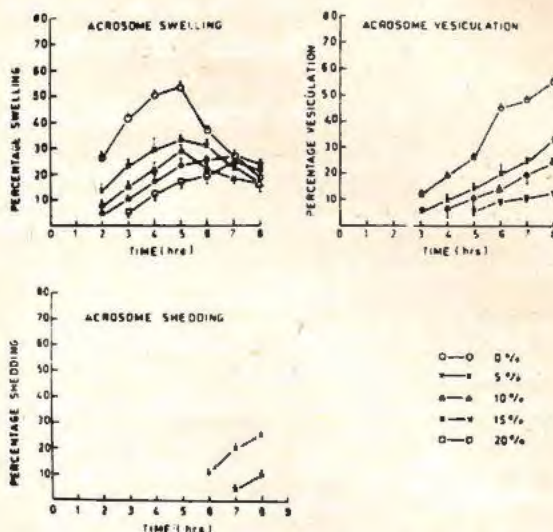 ACROSOME SWELLING
PERCENTAGE SWELLING
80
70
60
50
40
30
20
10
0 1 2 3 4 5 6 7 8
TIME (hrs)
ACROSOME VESICULATION
PERCENTAGE VESICULATION
80
70
60
50
40
30
20
10
0 1 2 2 3 4 5 6 7 8
TIME (hrs)
ACROSOME SHEDDING
PERCENTAGE SHEDDING
80
70
60
50
40
30
20
10
0 1 2 3 4 5 6 7 8 9
TIME (hrs)
0 %
5 %
10 %
15 %
20 %